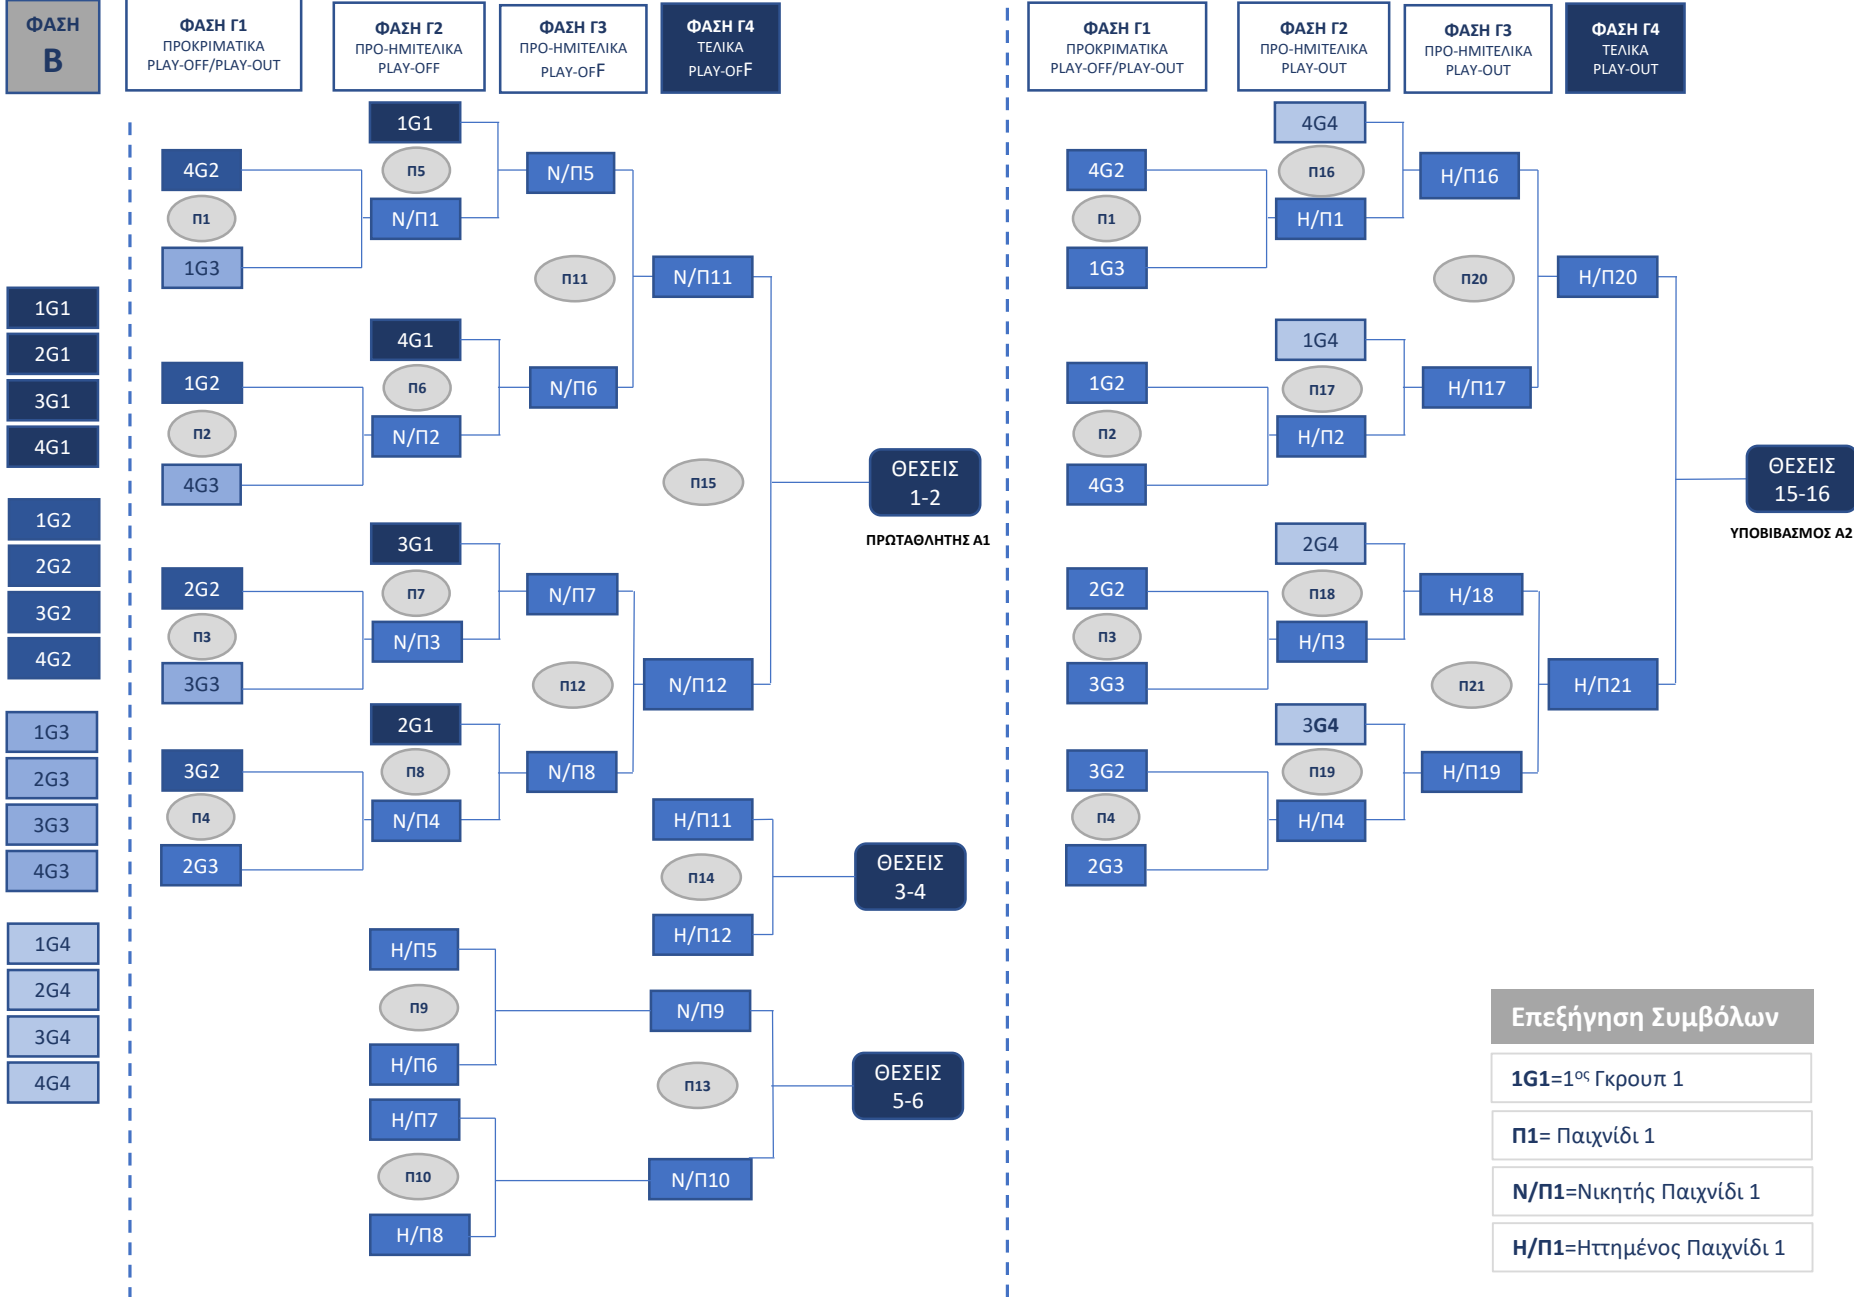 ΦΑΣΗ
Β
ΦΑΣΗ Γ1
ΠΡΟΚΡΙΜΑΤΙΚΑ
PLAY-OFF/PLAY-OUT
ΦΑΣΗ Γ2
ΠΡΟ-ΗΜΙΤΕΛΙΚΑ
PLAY-OFF
ΦΑΣΗ Γ3
ΠΡΟ-ΗΜΙΤΕΛΙΚΑ
PLAY-OFF
ΦΑΣΗ Γ4
ΤΕΛΙΚΑ
PLAY-OFF
ΦΑΣΗ Γ1
ΠΡΟΚΡΙΜΑΤΙΚΑ
PLAY-OFF/PLAY-OUT
ΦΑΣΗ Γ2
ΠΡΟ-ΗΜΙΤΕΛΙΚΑ
PLAY-OUT
ΦΑΣΗ Γ3
ΠΡΟ-ΗΜΙΤΕΛΙΚΑ
PLAY-OUT
ΦΑΣΗ Γ4
ΤΕΛΙΚΑ
PLAY-OUT
1G1
2G1
3G1
4G1
1G2
2G2
3G2
4G2
1G3
2G3
3G3
4G3
1G4
2G4
3G4
4G4
4G2
Π1
1G3
1G2
Π2
4G3
2G2
Π3
3G3
3G2
Π4
2G3
1G1
Π5
Ν/Π1
4G1
Π6
Ν/Π2
3G1
Π7
Ν/Π3
2G1
Π8
Ν/Π4
Η/Π5
Π9
Η/Π6
Η/Π7
Π10
Η/Π8
Ν/Π5
Π11
Ν/Π6
Ν/Π7
Π12
Ν/Π8
Ν/Π11
Π15
Ν/Π12
Η/Π11
Π14
Η/Π12
Ν/Π9
Π13
Ν/Π10
ΘΕΣΕΙΣ
1-2
ΠΡΩΤΑΘΛΗΤΗΣ Α1
ΘΕΣΕΙΣ
3-4
ΘΕΣΕΙΣ
5-6
4G2
Π1
1G3
1G2
Π2
4G3
2G2
Π3
3G3
3G2
Π4
2G3
4G4
Π16
Η/Π1
1G4
Π17
Η/Π2
2G4
Π18
Η/Π3
3G4
Π19
Η/Π4
Η/Π16
Π20
Η/Π17
Η/18
Π21
Η/Π19
Η/Π20
Η/Π21
ΘΕΣΕΙΣ
15-16
ΥΠΟΒΙΒΑΣΜΟΣ Α2
Επεξήγηση Συμβόλων
1G1=1ος Γκρουπ 1
Π1= Παιχνίδι 1
Ν/Π1=Νικητής Παιχνίδι 1
Η/Π1=Ηττημένος Παιχνίδι 1